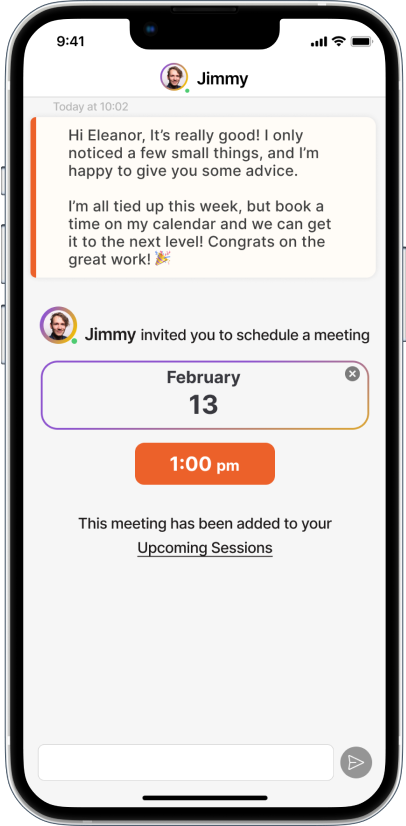 9:41
Jimmy
Today at 10:02
Hi Eleanor, It’s really good! I only
noticed a few small things, and I’m
happy to give you some advice.
I’m all tied up this week, but book a
time on my calendar and we can get
it to the next level! Congrats on the
great work! 🎉
Jimmy invited you to schedule a meeting
February
13
1:00 pm
This meeting has been added to your
Upcoming Sessions